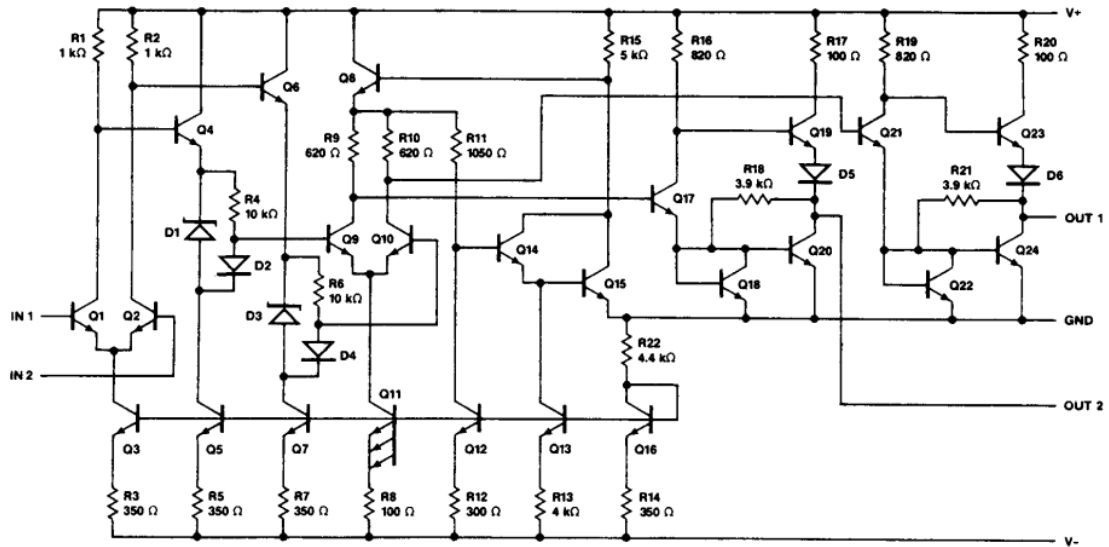 V+
R1
1 kΩ
R2
1 kΩ
R15
5 kΩ
R16
820 Ω
R17
100 Ω
R19
820 Ω
R20
100 Ω
Q4
Q6
Q8
R9
620 Ω
R10
620 Ω
R11
1050 Ω
Q19
Q21
Q23
R18
3.9 kΩ
D5
R21
3.9 kΩ
D6
R4
10 kΩ
Q17
D1
D2
Q9
Q10
Q14
Q20
OUT 1
Q24
R6
10 kΩ
Q15
Q18
Q22
IN 1
Q1
Q2
D3
D4
GND
R22
4.4 kΩ
IN 2
Q11
OUT 2
Q3
Q5
Q7
Q12
Q13
Q16
R3
350 Ω
R5
350 Ω
R7
350 Ω
R8
100 Ω
R12
300 Ω
R13
4 kΩ
R14
350 Ω
V−